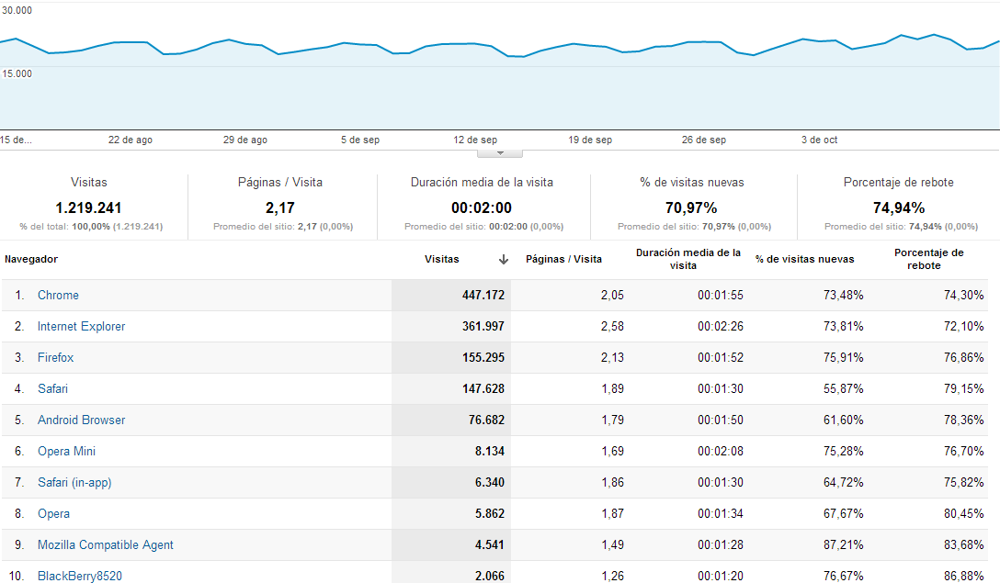 30.000
15.000
15 de...
22 de ago
29 de ago
5 de sep
12 de sep
19 de sep
26 de sep
3 de oct
Visitas
1.219.241
% del total: 100,00% (1.219.241)
Páginas / Visita
2,17
Promedio del sitio: 2,17 (0,00%)
Duración media de la visita
00:02:00
Promedio del sitio: 00:02:00 (0,00%)
% de visitas nuevas
70,97%
Promedio del sitio: 70,97% (0,00%)
Porcentaje de rebote
74,94%
Promedio del sitio: 74,94% (0,00%)
Navegador Visitas Páginas / Visita Duración media de la visita % de visitas nuevas Porcentaje de rebote
1. Chrome 447.172 2,05 00:01:55 73,48% 74,30%
2. Internet Explorer 361.997 2,58 00:02:26 73,81% 72,10%
3. Firefox 155.295 2,13 00:01:52 75,91% 76,86%
4. Safari 147.628 1,89 00:01:30 55,87% 79,15%
5. Android Browser 76.682 1,79 00:01:50 61,60% 78,36%
6. Opera Mini 8.134 1,69 00:02:08 75,28% 76,70%
7. Safari (in-app) 6.340 1,86 00:01:30 64,72% 75,82%
8. Opera 5.862 1,87 00:01:34 67,67% 80,45%
9. Mozilla Compatible Agent 4.541 1,49 00:01:28 87,21% 83,68%
10. BlackBerry8520 2.066 1,26 00:01:20 76,67% 86,88%